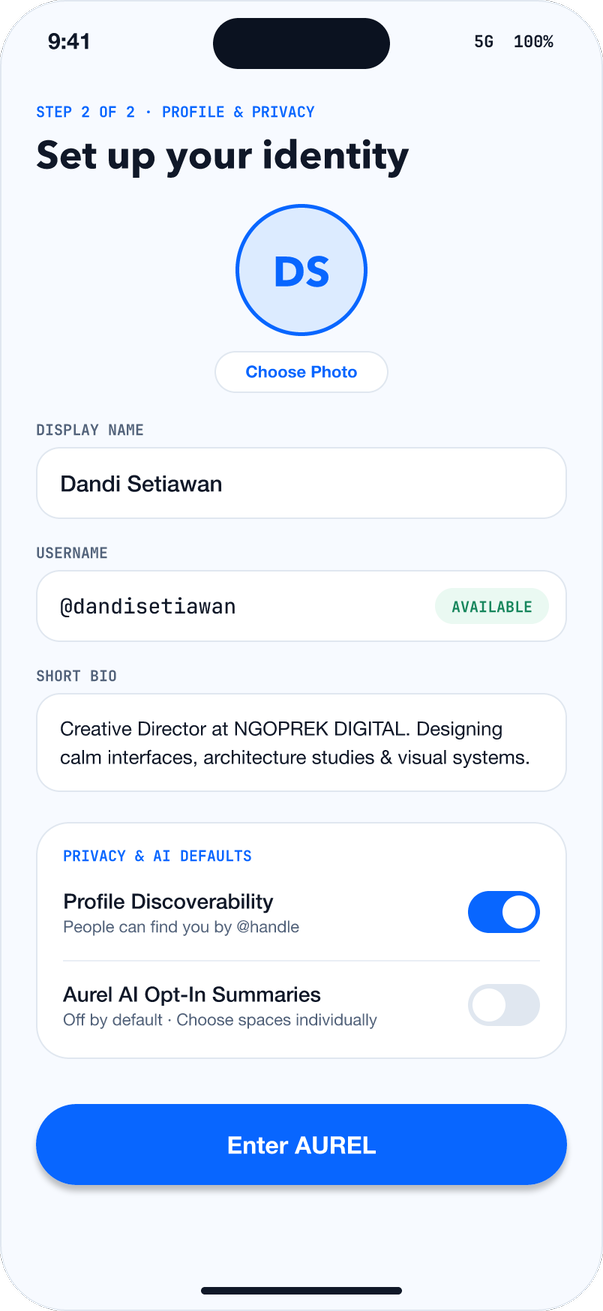 9:41
5G 100%
STEP 2 OF 2 · PROFILE & PRIVACY
Set up your identity
DS
Choose Photo
DISPLAY NAME
Dandi Setiawan
USERNAME
@dandisetiawan
AVAILABLE
SHORT BIO
Creative Director at NGOPREK DIGITAL. Designing
calm interfaces, architecture studies & visual systems.
PRIVACY & AI DEFAULTS
Profile Discoverability
People can find you by @handle
Aurel AI Opt-In Summaries
Off by default · Choose spaces individually
Enter AUREL